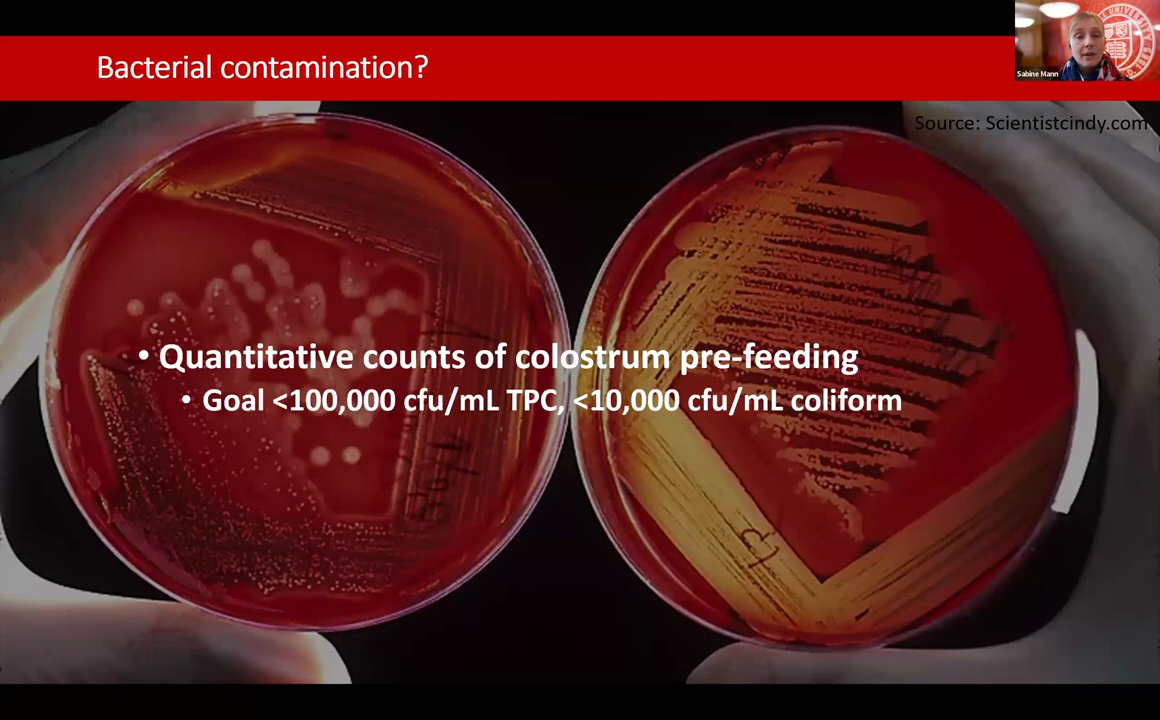 Bacterial contamination?
Sabine Mann
Source: Scientistcindy.com
• Quantitative counts of colostrum pre-feeding
• Goal <100,000 cfu/mL TPC, <10,000 cfu/mL coliform